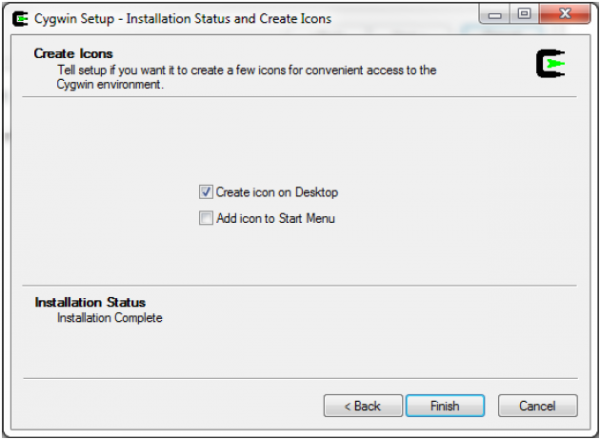 Cygwin Setup - Installation Status and Create Icons
Create Icons
Tell setup if you want it to create a few icons for convenient access to the
Cygwin environment.
Create icon on Desktop
Add icon to Start Menu
Installation Status
Installation Complete
< Back Finish Cancel